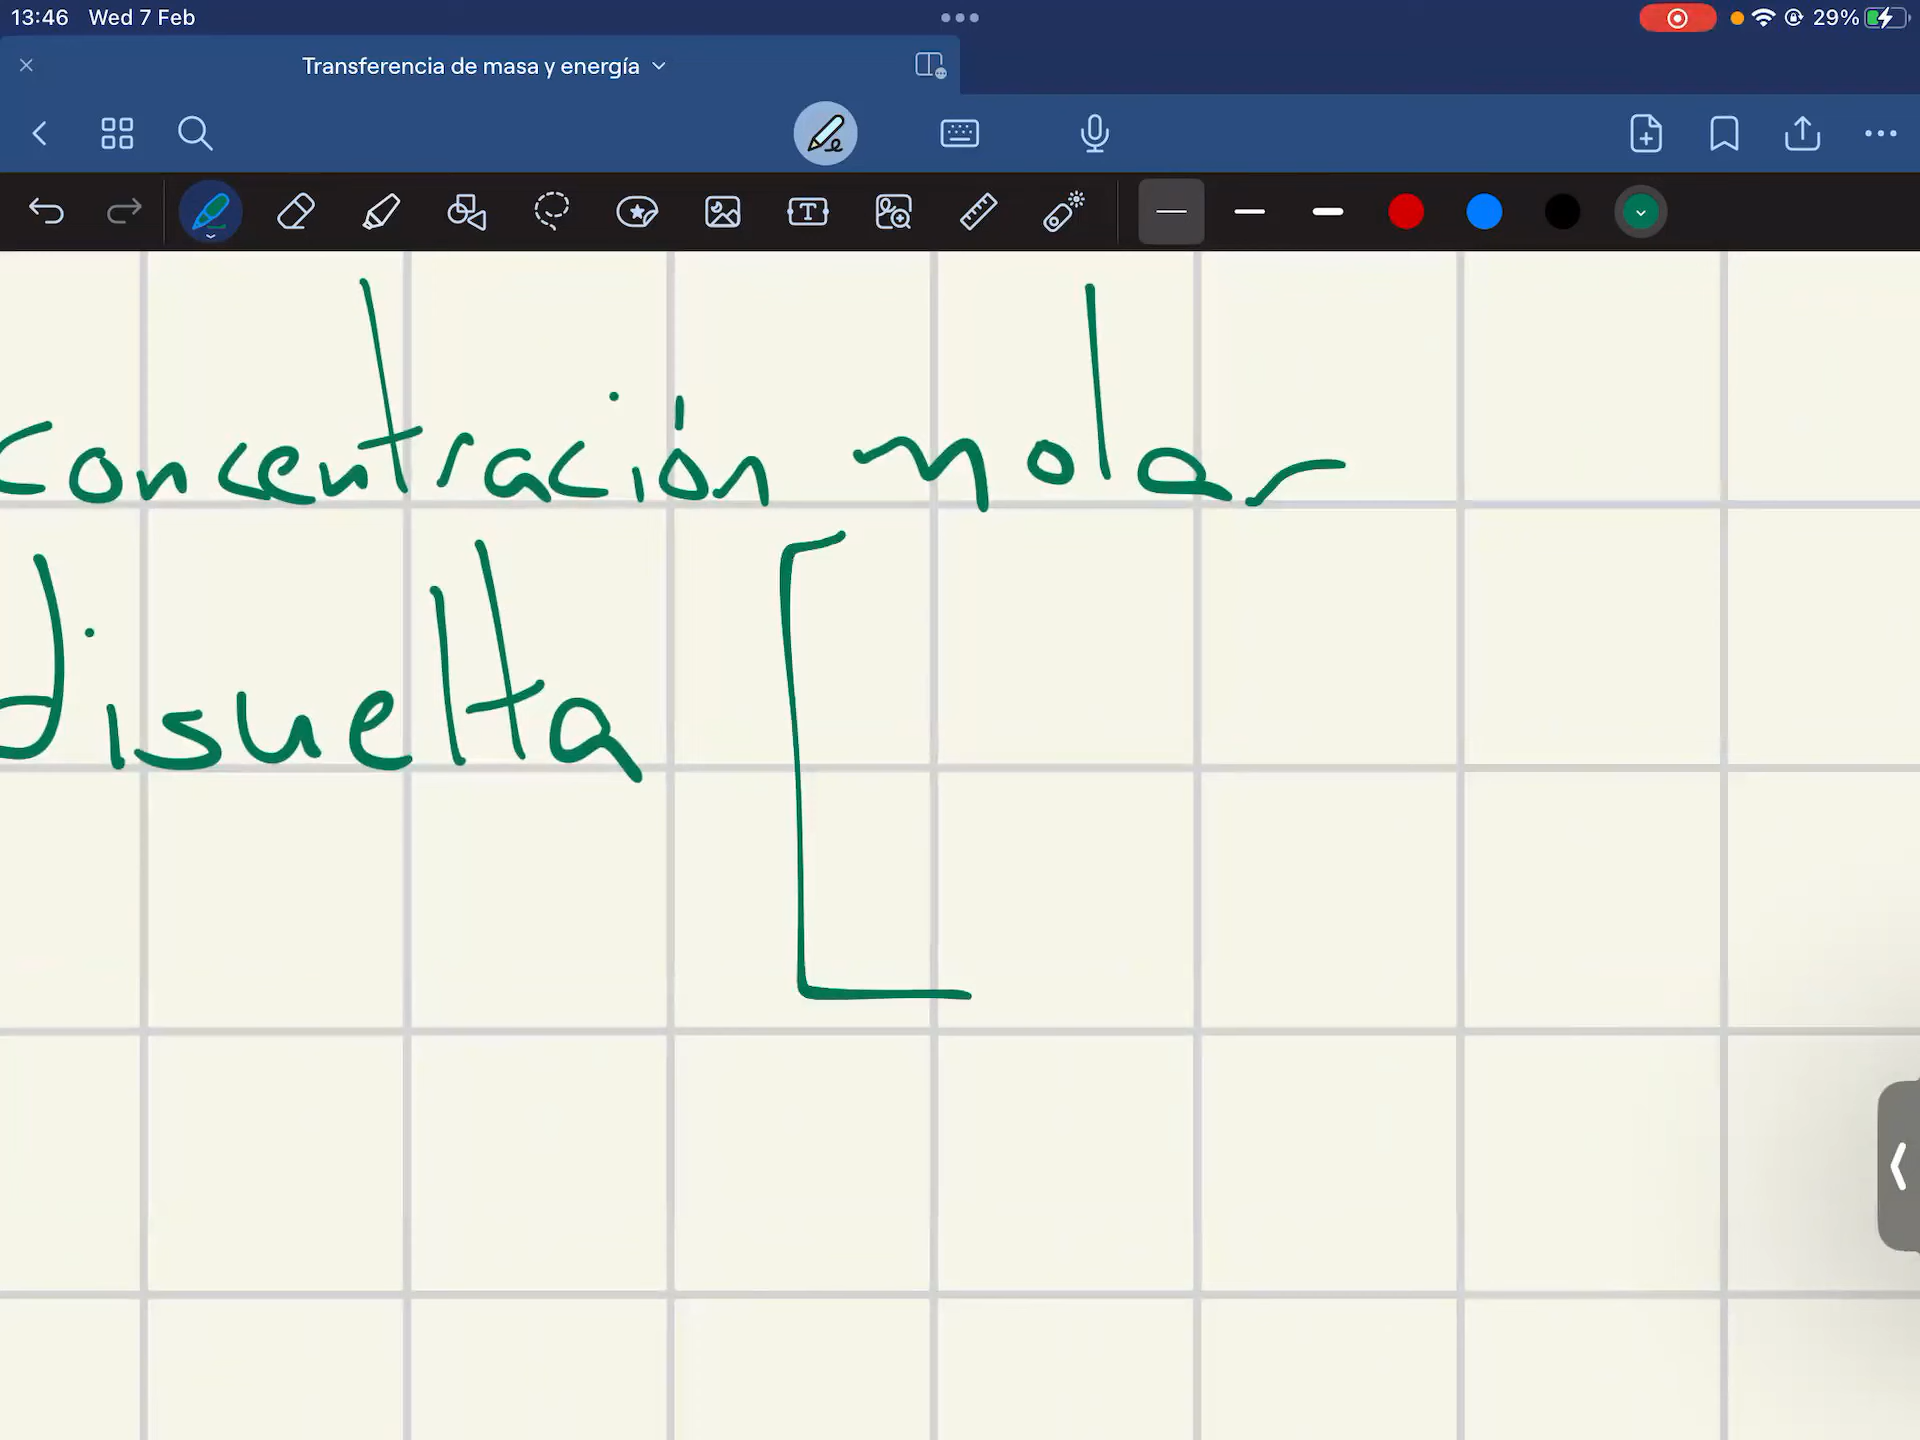 13:46 Wed 7 Feb
29%
Transferencia de masa y energía
concentración molar
disuelta [